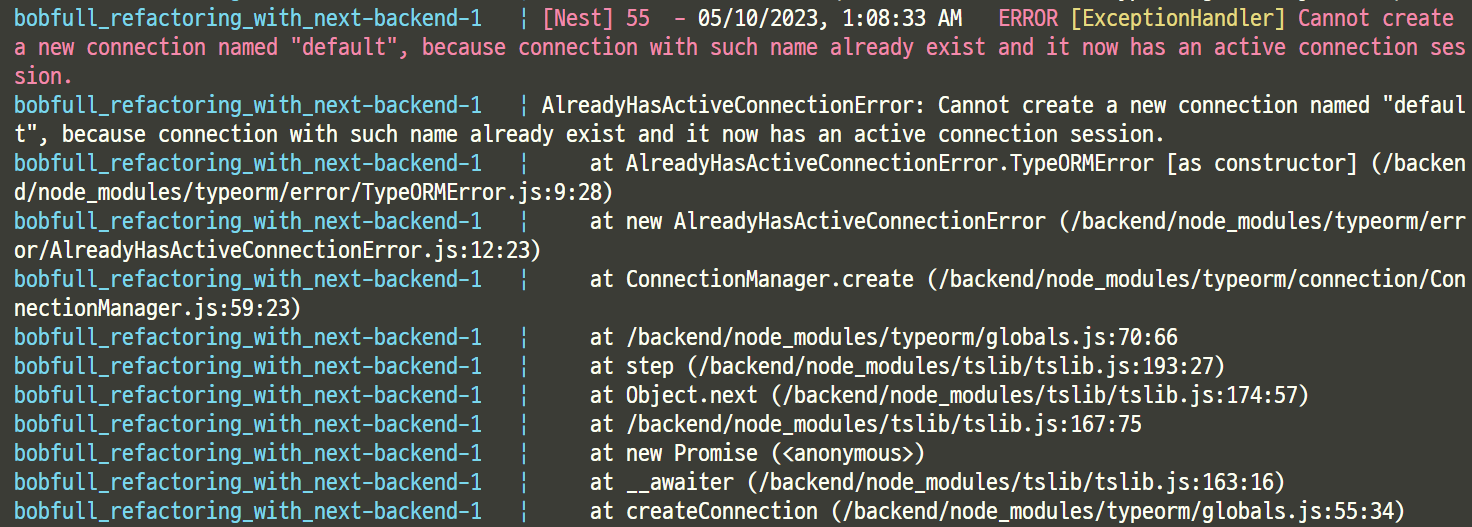 bobfull_refactoring_with_next-backend-1   ¦ [Nest] 55  - 05/10/2023, 1:08:33 AM   ERROR [ExceptionHandler] Cannot create
a new connection named "default", because connection with such name already exist and it now has an active connection ses
sion.
bobfull_refactoring_with_next-backend-1   ¦ AlreadyHasActiveConnectionError: Cannot create a new connection named "defaul
t", because connection with such name already exist and it now has an active connection session.
bobfull_refactoring_with_next-backend-1   ¦     at AlreadyHasActiveConnectionError.TypeORMError [as constructor] (/backen
d/node_modules/typeorm/error/TypeORMError.js:9:28)
bobfull_refactoring_with_next-backend-1   ¦     at new AlreadyHasActiveConnectionError (/backend/node_modules/typeorm/err
or/AlreadyHasActiveConnectionError.js:12:23)
bobfull_refactoring_with_next-backend-1   ¦     at ConnectionManager.create (/backend/node_modules/typeorm/connection/Con
nectionManager.js:59:23)
bobfull_refactoring_with_next-backend-1   ¦     at /backend/node_modules/typeorm/globals.js:70:66
bobfull_refactoring_with_next-backend-1   ¦     at step (/backend/node_modules/tslib/tslib.js:193:27)
bobfull_refactoring_with_next-backend-1   ¦     at Object.next (/backend/node_modules/tslib/tslib.js:174:57)
bobfull_refactoring_with_next-backend-1   ¦     at /backend/node_modules/tslib/tslib.js:167:75
bobfull_refactoring_with_next-backend-1   ¦     at new Promise (<anonymous>)
bobfull_refactoring_with_next-backend-1   ¦     at __awaiter (/backend/node_modules/tslib/tslib.js:163:16)
bobfull_refactoring_with_next-backend-1   ¦     at createConnection (/backend/node_modules/typeorm/globals.js:55:34)